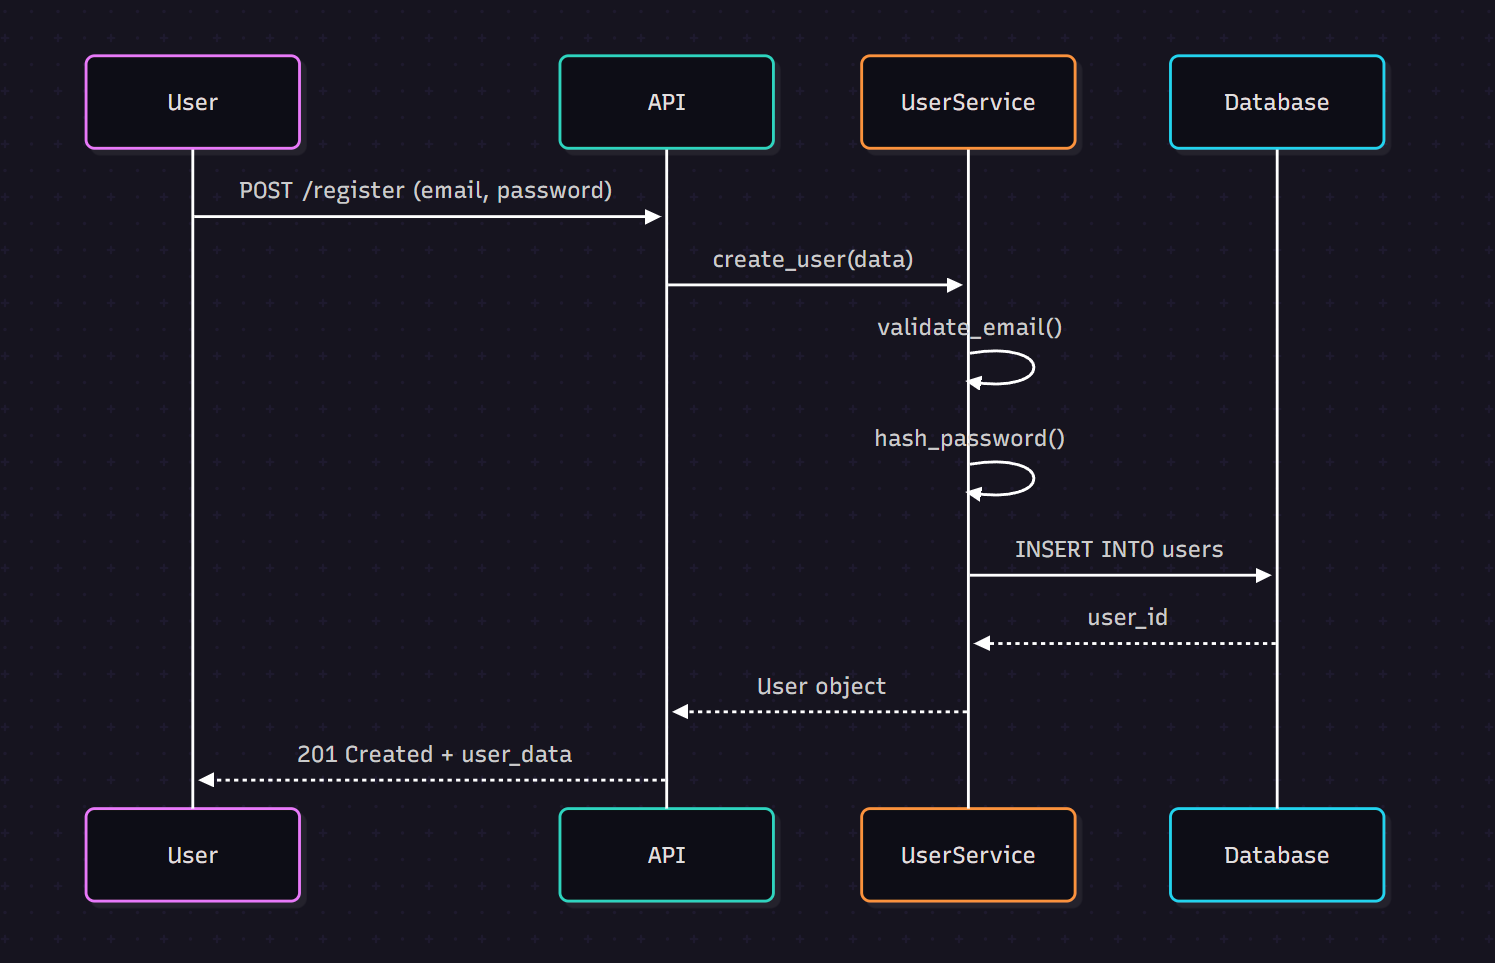 User
API
UserService
Database
POST /register (email, password)
create_user(data)
validate_email()
hash_password()
INSERT INTO users
user_id
User object
201 Created + user_data
User
API
UserService
Database